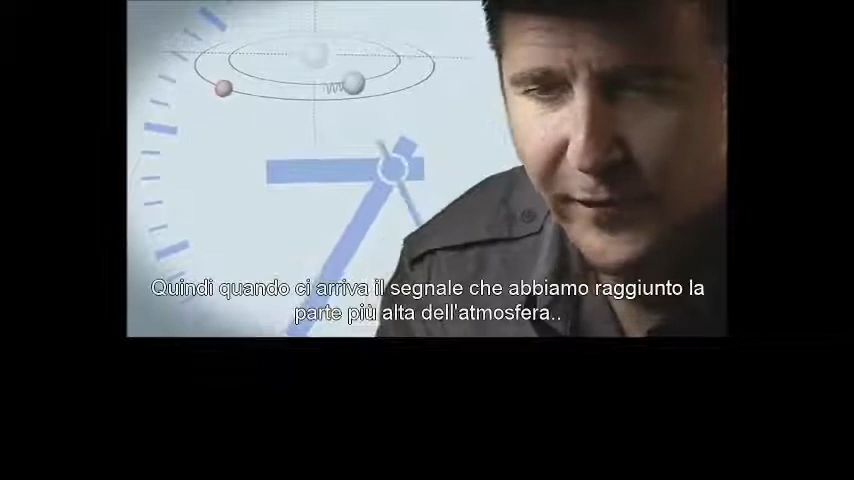 Quindi quando ci arriva il segnale che abbiamo raggiunto la
parte più alta dell'atmosfera..